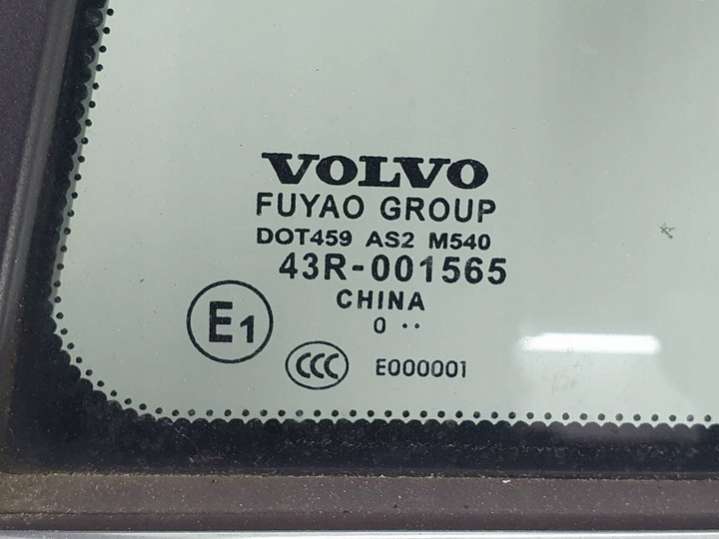 VOLVO
FUYAO GROUP
DOT459 AS2 M540
43R-001565
CHINA
0 ··
E1
CCC E000001